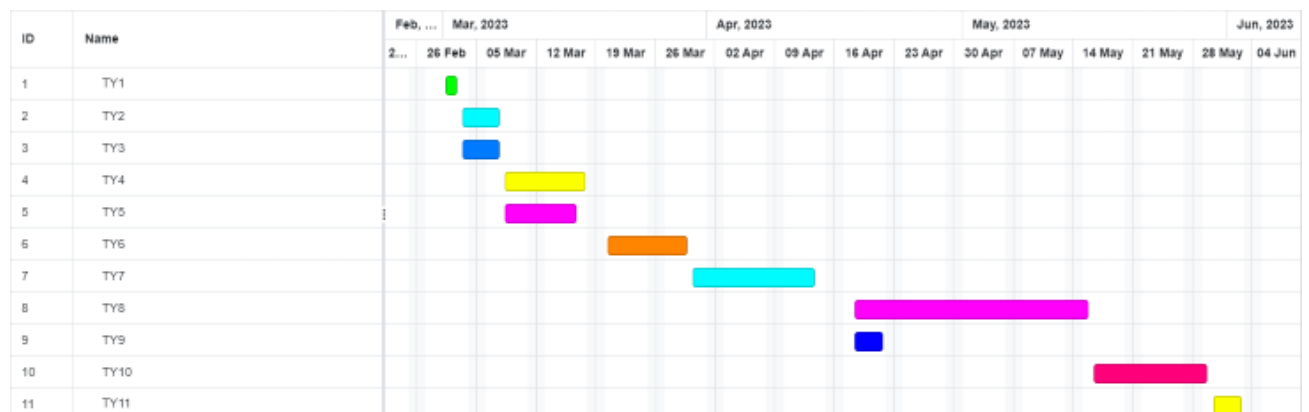 Feb, ... Mar, 2023 Apr, 2023 May, 2023 Jun, 2023
ID Name
2... 26 Feb 05 Mar 12 Mar 19 Mar 26 Mar 02 Apr 09 Apr 16 Apr 23 Apr 30 Apr 07 May 14 May 21 May 28 May 04 Jun
1 TY1
2 TY2
3 TY3
4 TY4
5 TY5
6 TY6
7 TY7
8 TY8
9 TY9
10 TY10
11 TY11